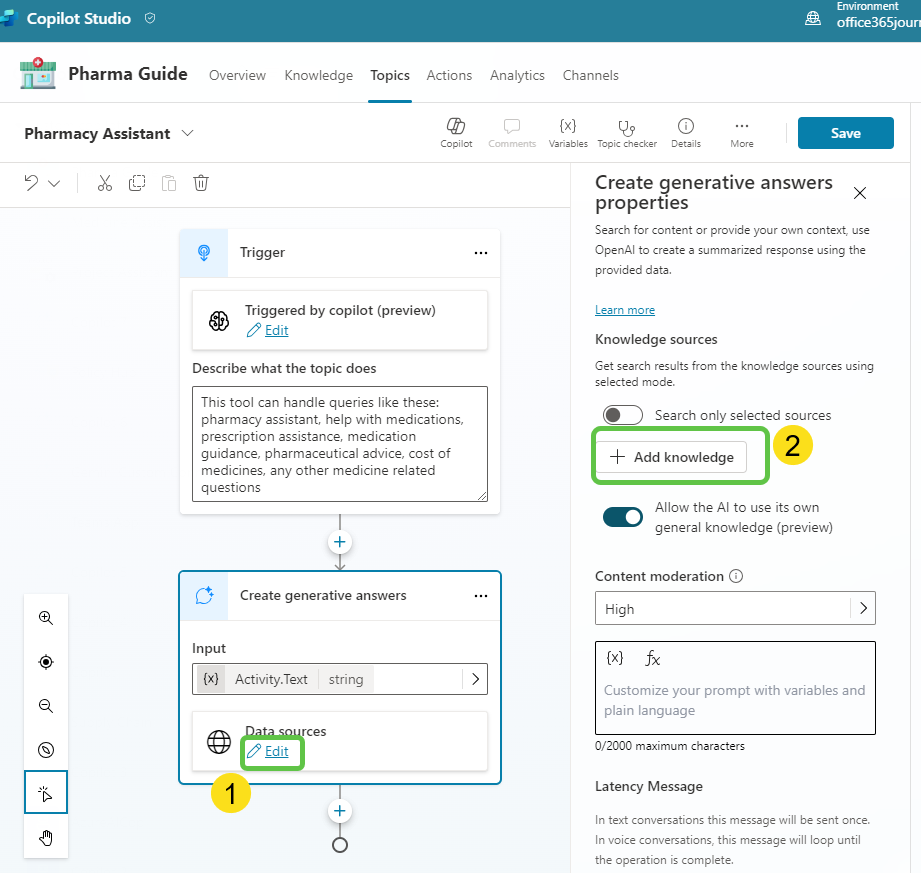 Copilot Studio
Environment
office365jour
Pharma Guide
Overview
Knowledge
Topics
Actions
Analytics
Channels
Pharmacy Assistant
Copilot
Comments
{x}
Variables
Topic checker
Details
More
Save
Trigger
Triggered by copilot (preview)
Edit
Describe what the topic does
This tool can handle queries like these:
pharmacy assistant, help with medications,
prescription assistance, medication
guidance, pharmaceutical advice, cost of
medicines, any other medicine related
questions
Create generative answers
Input
{x} Activity.Text string
Data sources
Edit
1
Create generative answers
properties
Search for content or provide your own context, use
OpenAI to create a summarized response using the
provided data.
Learn more
Knowledge sources
Get search results from the knowledge sources using
selected mode.
Search only selected sources
Add knowledge
2
Allow the AI to use its own
general knowledge (preview)
Content moderation
High
{x} fx
Customize your prompt with variables and
plain language
0/2000 maximum characters
Latency Message
In text conversations this message will be sent once.
In voice conversations, this message will loop until
the operation is complete.